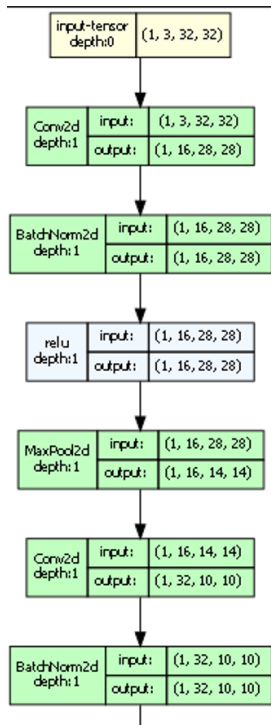 input-tensor
depth:0
(1, 3, 32, 32)
Conv2d
depth:1
input:
(1, 3, 32, 32)
output:
(1, 16, 28, 28)
BatchNorm2d
depth:1
input:
(1, 16, 28, 28)
output:
(1, 16, 28, 28)
relu
depth:1
input:
(1, 16, 28, 28)
output:
(1, 16, 28, 28)
MaxPool2d
depth:1
input:
(1, 16, 28, 28)
output:
(1, 16, 14, 14)
Conv2d
depth:1
input:
(1, 16, 14, 14)
output:
(1, 32, 10, 10)
BatchNorm2d
depth:1
input:
(1, 32, 10, 10)
output:
(1, 32, 10, 10)